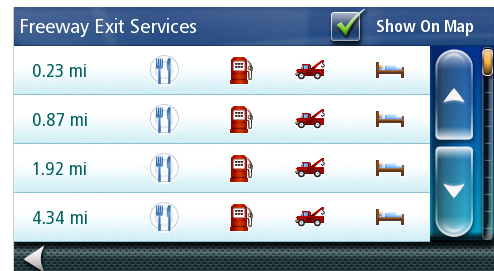 Freeway Exit Services Show On Map
0.23 mi
0.87 mi
1.92 mi
4.34 mi